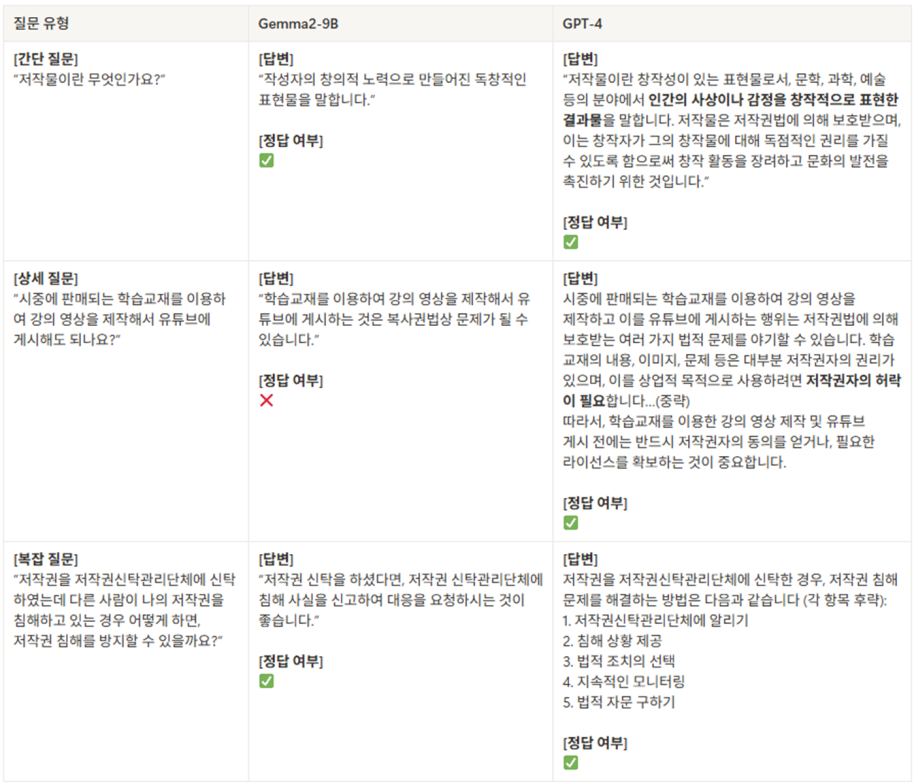 질문 유형
Gemma2-9B
GPT-4
[간단 질문]
"저작물이란 무엇인가요?"
[답변]
"작성자의 창의적 노력으로 만들어진 독창적인
표현물을 말합니다."
[정답 여부]
✅
[답변]
"저작물이란 창작성이 있는 표현물로서, 문학, 과학, 예술
등의 분야에서 인간의 사상이나 감정을 창작적으로 표현한
결과물을 말합니다. 저작물은 저작권법에 의해 보호받으며,
이는 창작자가 그의 창작물에 대해 독점적인 권리를 가질
수 있도록 함으로써 창작 활동을 장려하고 문화의 발전을
촉진하기 위한 것입니다."
[정답 여부]
✅
[상세 질문]
"시중에 판매되는 학습교재를 이용하
여 강의 영상을 제작해서 유튜브에
게시해도 되나요?"
[답변]
"학습교재를 이용하여 강의 영상을 제작해서 유
튜브에 게시하는 것은 복사권법상 문제가 될 수
있습니다."
[정답 여부]
❌
[답변]
시중에 판매되는 학습교재를 이용하여 강의 영상을
제작하고 이를 유튜브에 게시하는 행위는 저작권법에 의해
보호받는 여러 가지 법적 문제를 야기할 수 있습니다. 학습
교재의 내용, 이미지, 문제 등은 대부분 저작권자의 권리가
있으며, 이를 상업적 목적으로 사용하려면 저작권자의 허락
이 필요합니다...(중략)
따라서, 학습교재를 이용한 강의 영상 제작 및 유튜브
게시 전에는 반드시 저작권자의 동의를 얻거나, 필요한
라이선스를 확보하는 것이 중요합니다.
[정답 여부]
✅
[복잡 질문]
"저작권을 저작권신탁관리단체에 신탁
하였는데 다른 사람이 나의 저작권을
침해하고 있는 경우 어떻게 하면,
저작권 침해를 방지할 수 있을까요?"
[답변]
"저작권 신탁을 하셨다면, 저작권 신탁관리단체에
침해 사실을 신고하여 대응을 요청하시는 것이
좋습니다."
[정답 여부]
✅
[답변]
저작권을 저작권신탁관리단체에 신탁한 경우, 저작권 침해
문제를 해결하는 방법은 다음과 같습니다 (각 항목 후략):
1. 저작권신탁관리단체에 알리기
2. 침해 상황 제공
3. 법적 조치의 선택
4. 지속적인 모니터링
5. 법적 자문 구하기
[정답 여부]
✅